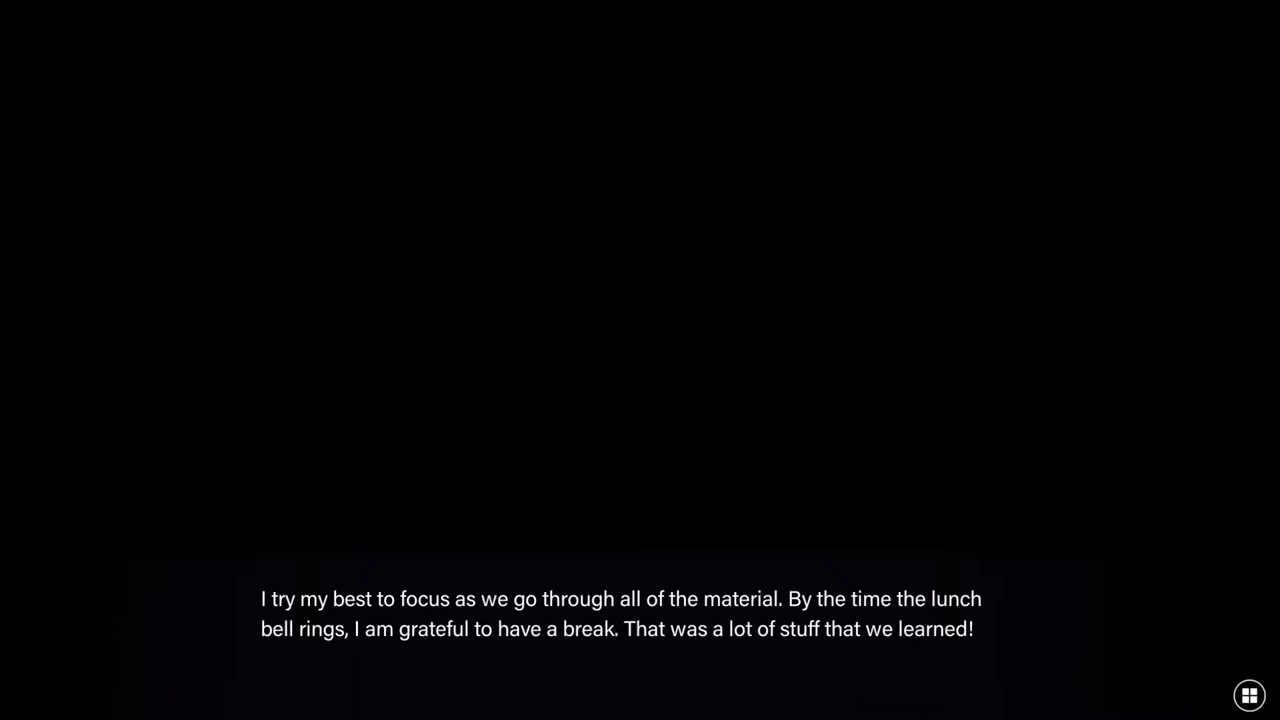 I try my best to focus as we go through all of the material. By the time the lunch
bell rings, I am grateful to have a break. That was a lot of stuff that we learned!